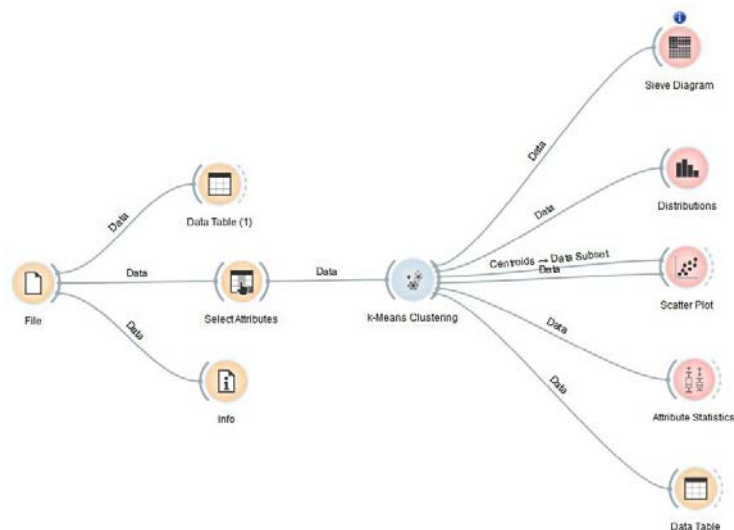 Sieve Diagram
Data
Data
Data Table (1)
Data
Distributions
File
Data
Select Attributes
Data
k-Means Clustering
Centroids → Data Subset
Data
Scatter Plot
Data
Info
Data
Attribute Statistics
Data
Data Table